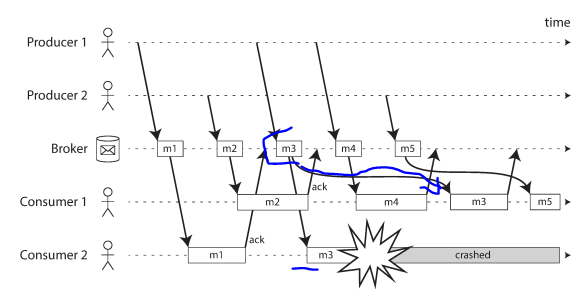 time
Producer 1
Producer 2
Broker m1 m2 m3 m4 m5
ack
Consumer 1 m2 m4 m3 m5
ack
Consumer 2 m1 m3 crashed